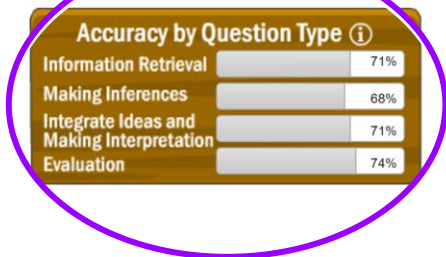 Accuracy by Question Type ⓘ
Information Retrieval 71%
Making Inferences 68%
Integrate Ideas and
Making Interpretation 71%
Evaluation 74%